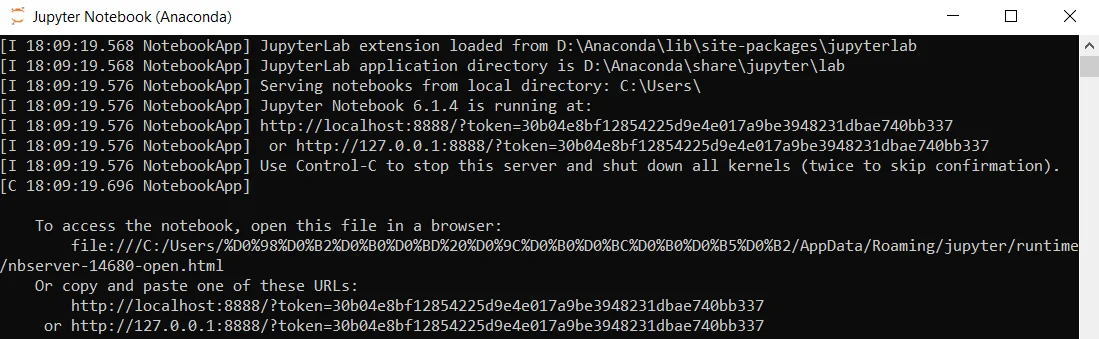 Jupyter Notebook (Anaconda)
[I 18:09:19.568 NotebookApp] JupyterLab extension loaded from D:\Anaconda\lib\site-packages\jupyterlab
[I 18:09:19.568 NotebookApp] JupyterLab application directory is D:\Anaconda\share\jupyter\lab
[I 18:09:19.576 NotebookApp] Serving notebooks from local directory: C:\Users\
[I 18:09:19.576 NotebookApp] Jupyter Notebook 6.1.4 is running at:
[I 18:09:19.576 NotebookApp] http://localhost:8888/?token=30b04e8bf12854225d9e4e017a9be3948231dbae740bb337
[I 18:09:19.576 NotebookApp]  or http://127.0.0.1:8888/?token=30b04e8bf12854225d9e4e017a9be3948231dbae740bb337
[I 18:09:19.576 NotebookApp] Use Control-C to stop this server and shut down all kernels (twice to skip confirmation).
[C 18:09:19.696 NotebookApp]
    To access the notebook, open this file in a browser:
        file:///C:/Users/%D0%98%D0%B2%D0%B0%D0%BD%20%D0%9C%D0%B0%D0%BC%D0%B0%D0%B5%D0%B2/AppData/Roaming/jupyter/runtime
/nbserver-14680-open.html
    Or copy and paste one of these URLs:
        http://localhost:8888/?token=30b04e8bf12854225d9e4e017a9be3948231dbae740bb337
     or http://127.0.0.1:8888/?token=30b04e8bf12854225d9e4e017a9be3948231dbae740bb337